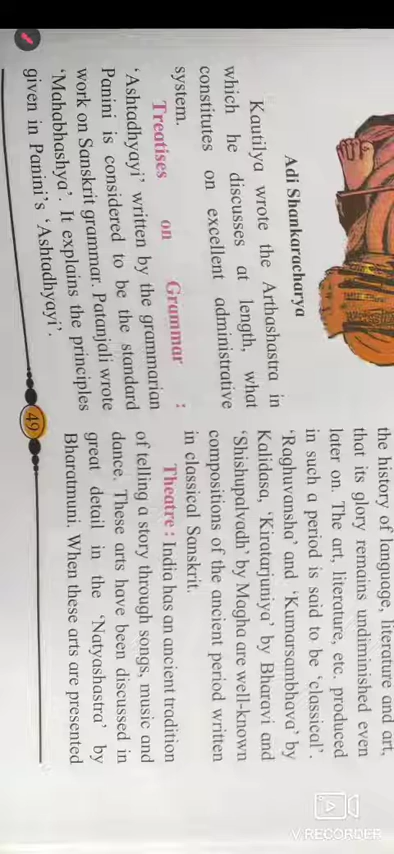 Adi Shankaracharya
Kautilya wrote the Arthashastra in
which he discusses at length, what
constitutes on excellent administrative
system.
Treatises on Grammar :
'Ashtadhyayi' written by the grammarian
Panini is considered to be the standard
work on Sanskrit grammar. Patanjali wrote
'Mahabhashya'. It explains the principles
given in Panini's 'Ashtadhyayi'.
the history of language, literature and art,
that its glory remains undiminished even
later on. The art, literature, etc. produced
in such a period is said to be 'classical'.
'Raghuvansha' and 'Kumarsambhava' by
Kalidasa, 'Kiratarjuniya' by Bharavi and
'Shishupalvadh' by Magha are well-known
compositions of the ancient period written
in classical Sanskrit.
Theatre : India has an ancient tradition
of telling a story through songs, music and
dance. These arts have been discussed in
great detail in the 'Natyashastra' by
Bharatmuni. When these arts are presented
49
V.RECORDER